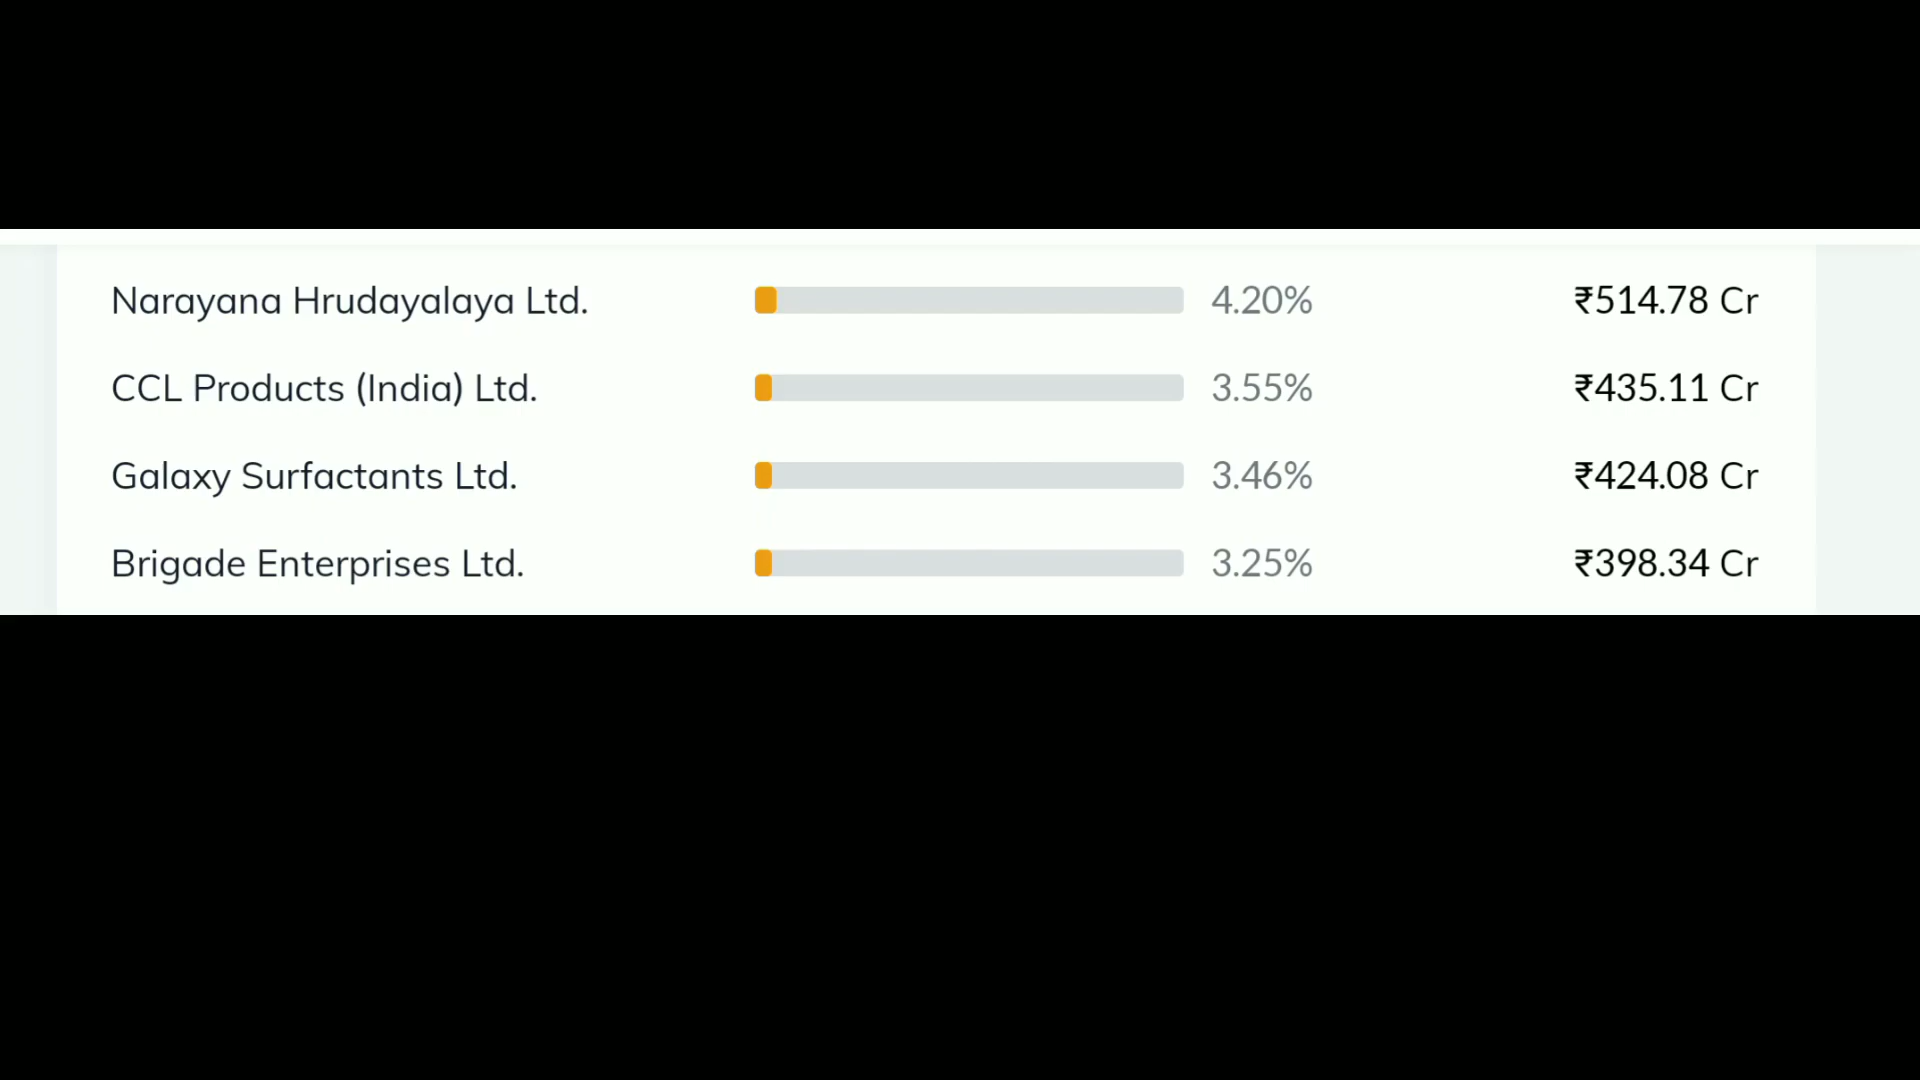 Narayana Hrudayalaya Ltd. 4.20% ₹514.78 Cr
CCL Products (India) Ltd. 3.55% ₹435.11 Cr
Galaxy Surfactants Ltd. 3.46% ₹424.08 Cr
Brigade Enterprises Ltd. 3.25% ₹398.34 Cr